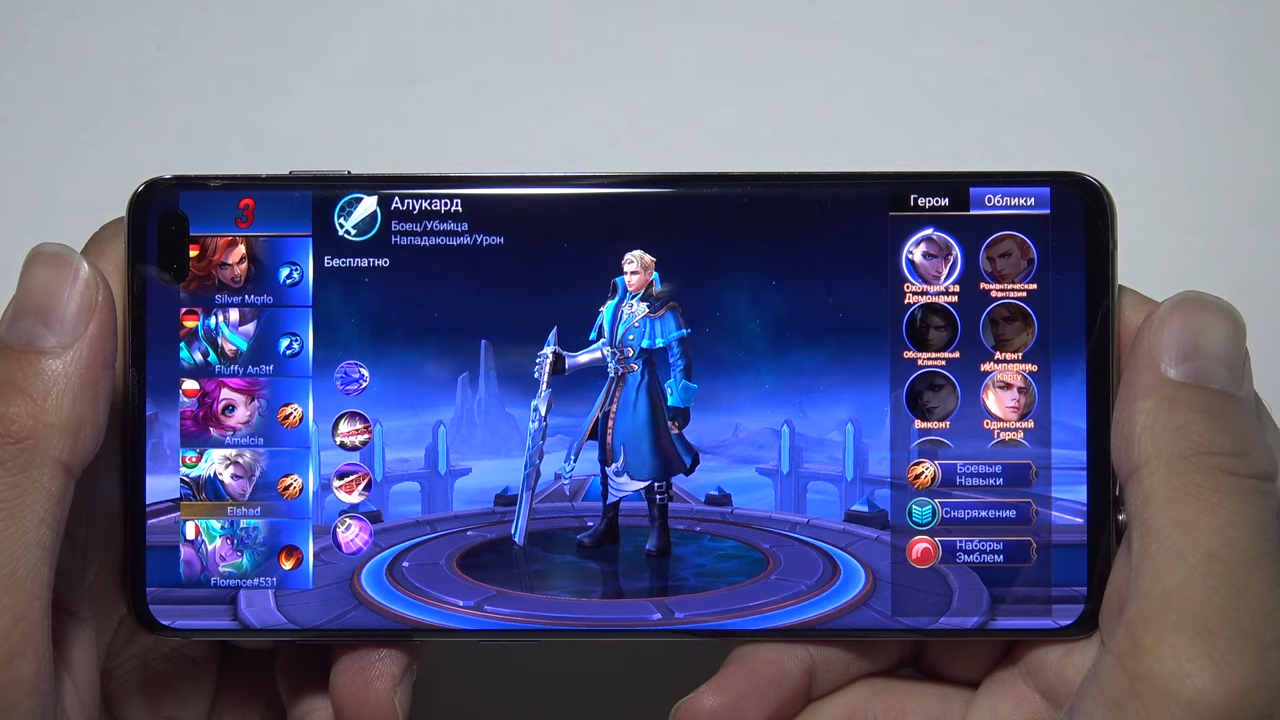 3
Silver Mqrlo
Fluffy An3tf
Amelcia
Elshad
Florence#531
Алукард
Боец/Убийца
Нападающий/Урон
Бесплатно
Герои
Облики
Охотник за
Демонами
Романтическая
Фантазия
Обсидиановый
Клинок
Агент
Империи
Карту
Виконт
Одинокий
Герой
Боевые
Навыки
Снаряжение
Наборы
Эмблем